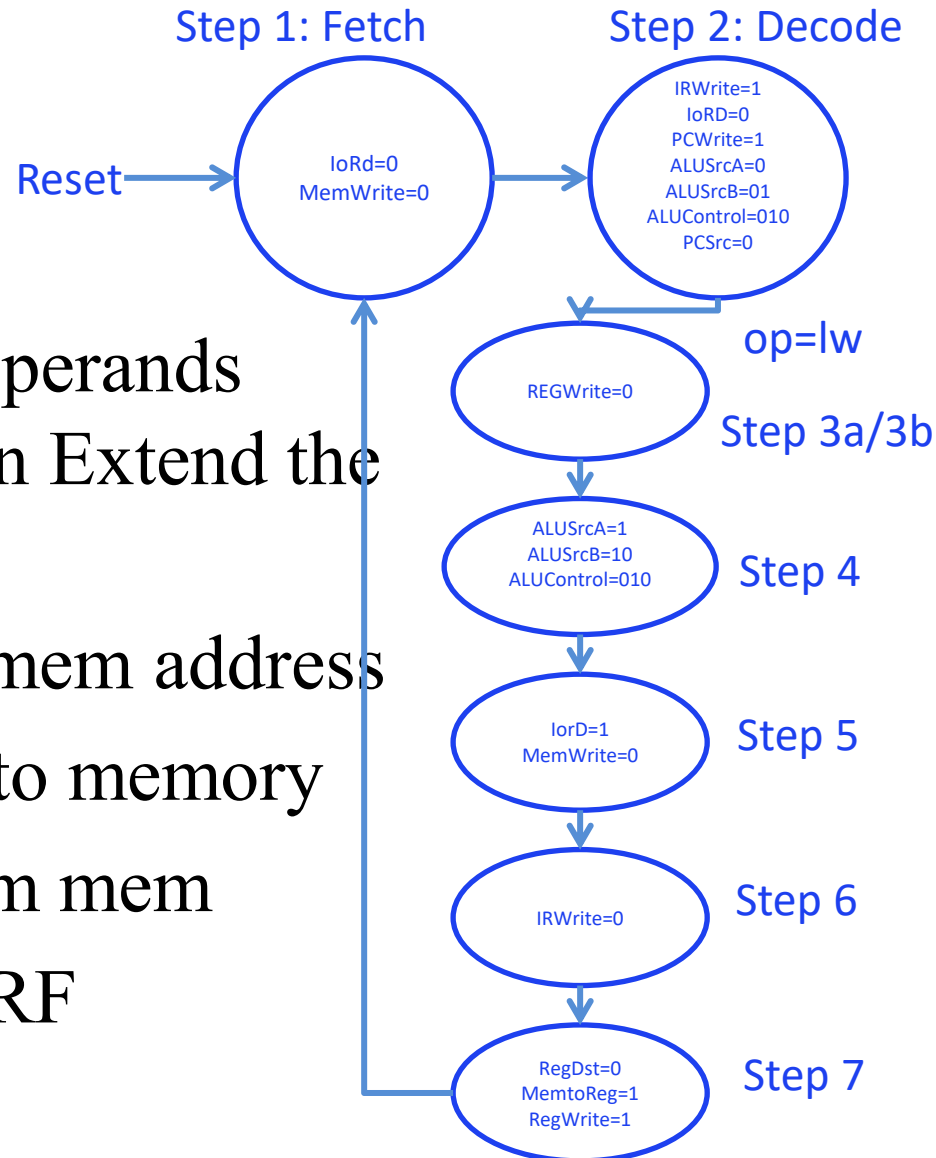 Step 1: Fetch
Step 2: Decode
Reset
IoRd=0
MemWrite=0
IRWrite=1
IoRD=0
PCWrite=1
ALUSrcA=0
ALUSrcB=01
ALUControl=010
PCSrc=0
op=lw
perands
n Extend the
mem address
to memory
m mem
RF
REGWrite=0
Step 3a/3b
ALUSrcA=1
ALUSrcB=10
ALUControl=010
Step 4
IorD=1
MemWrite=0
Step 5
IRWrite=0
Step 6
RegDst=0
MemtoReg=1
RegWrite=1
Step 7